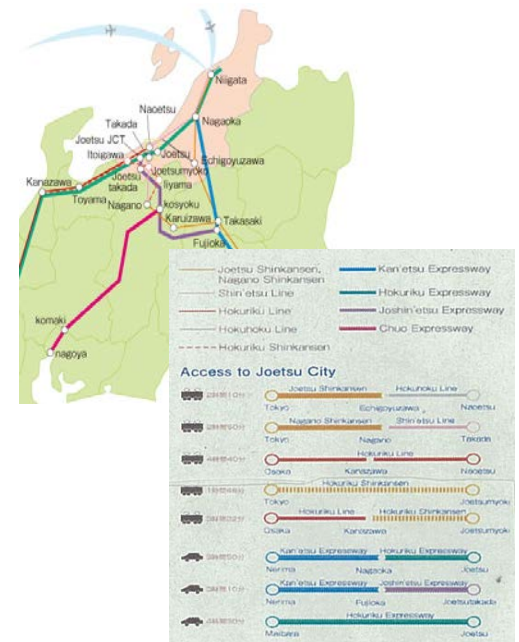 Niigata
Nagaoka
Naoetsu
Takada
Joetsu JCT
Itoigawa
Joetsu
Echigoyuzawa
Joetsumyoko
Kanazawa
Toyama
Joetsu
takada
Iiyama
Nagano
kosyoku
Karuizawa
Takasaki
Fujioka
komaki
nagoya
Joetsu Shinkansen,
Nagano Shinkansen
Shin'etsu Line
Hokuriku Line
Hokuhoku Line
Hokuriku Shinkansen
Kan'etsu Expressway
Hokuriku Expressway
Joshin'etsu Expressway
Chuo Expressway
Access to Joetsu City
Joetsu Shinkansen Hokuhoku Line
Tokyo Echigoyuzawa Naoetsu
Nagano Shinkansen Shin'etsu Line
Tokyo Nagano Takada
Hokuriku Line
Osaka Kanazawa Naoetsu
Hokuriku Shinkansen
Tokyo Joetsumyoko
Hokuriku Line Hokuriku Shinkansen
Osaka Kanazawa Joetsumyoko
Kan'etsu Expressway Hokuriku Expressway
Nerima Nagaoka Joetsu
Kan'etsu Expressway Joshin'etsu Expressway
Nerima Fujioka Joetsutakada
Hokuriku Expressway
Maibara Joetsu